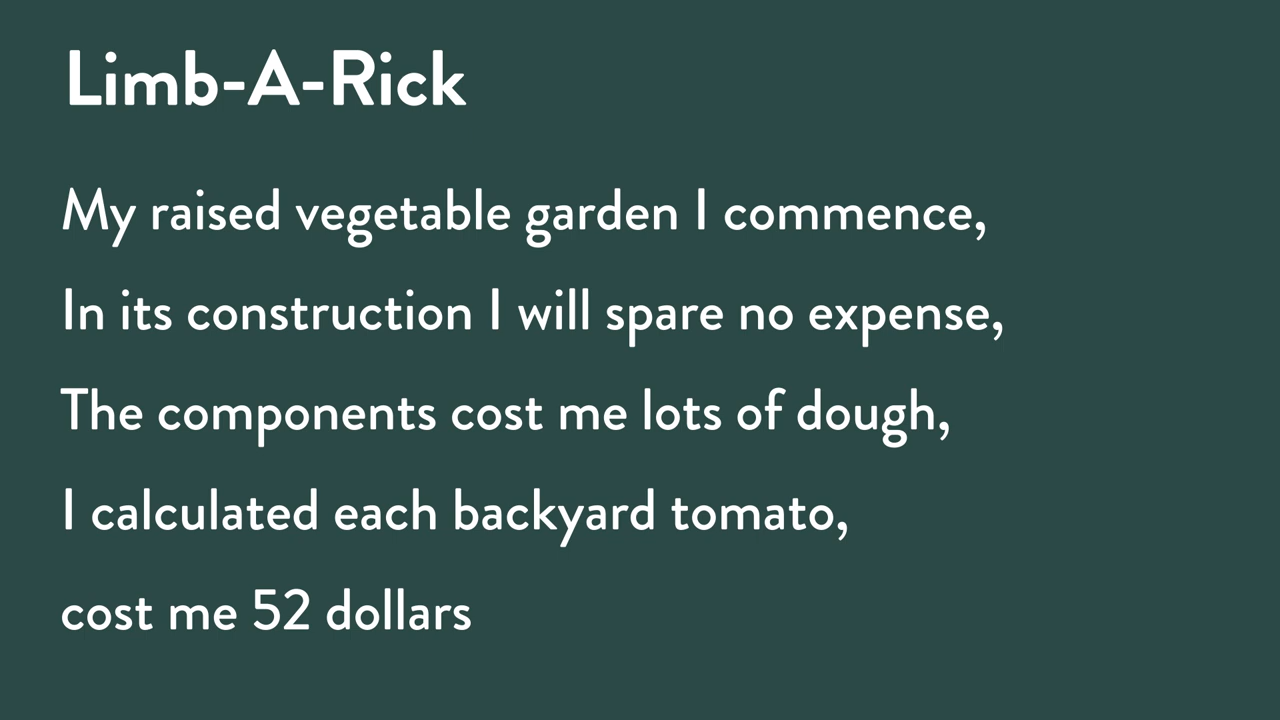 Limb-A-Rick
My raised vegetable garden I commence,
In its construction I will spare no expense,
The components cost me lots of dough,
I calculated each backyard tomato,
cost me 52 dollars